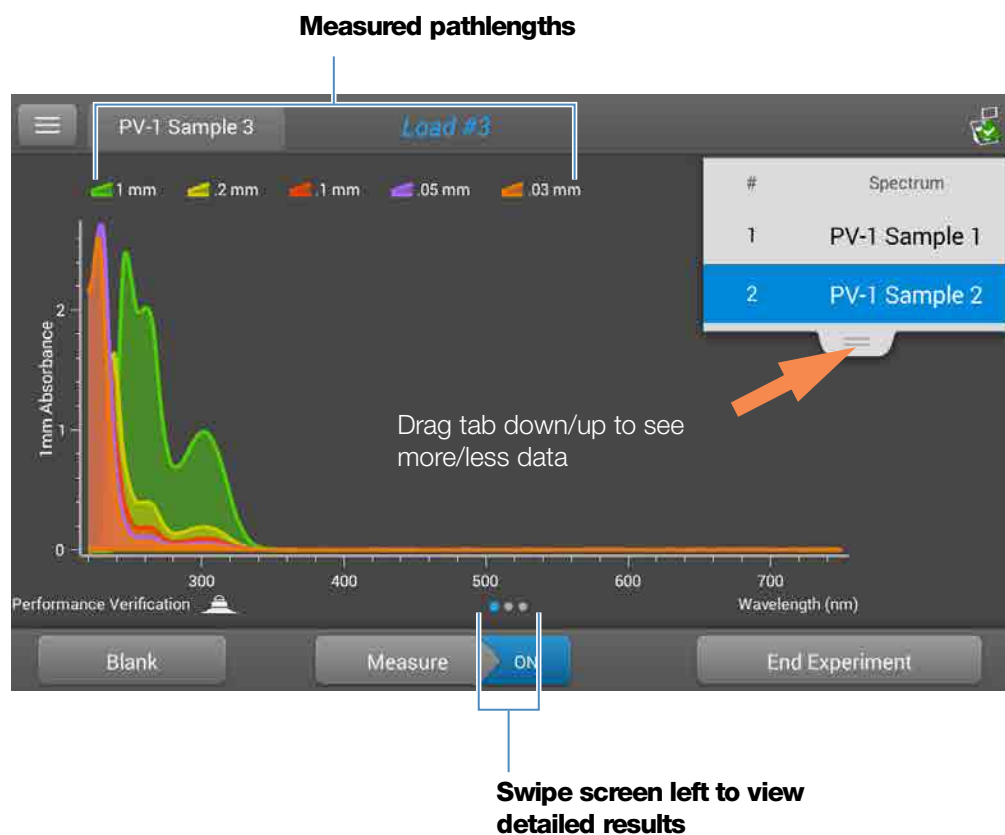 Measured pathlengths
PV-1 Sample 3
Load #3
1 mm
.2 mm
.1 mm
.05 mm
.03 mm
# Spectrum
1 PV-1 Sample 1
2 PV-1 Sample 2
Drag tab down/up to see
more/less data
1mm Absorbance
2
1
0
300 400 500 600 700
Performance Verification
Wavelength (nm)
Blank
Measure
ON
End Experiment
Swipe screen left to view
detailed results